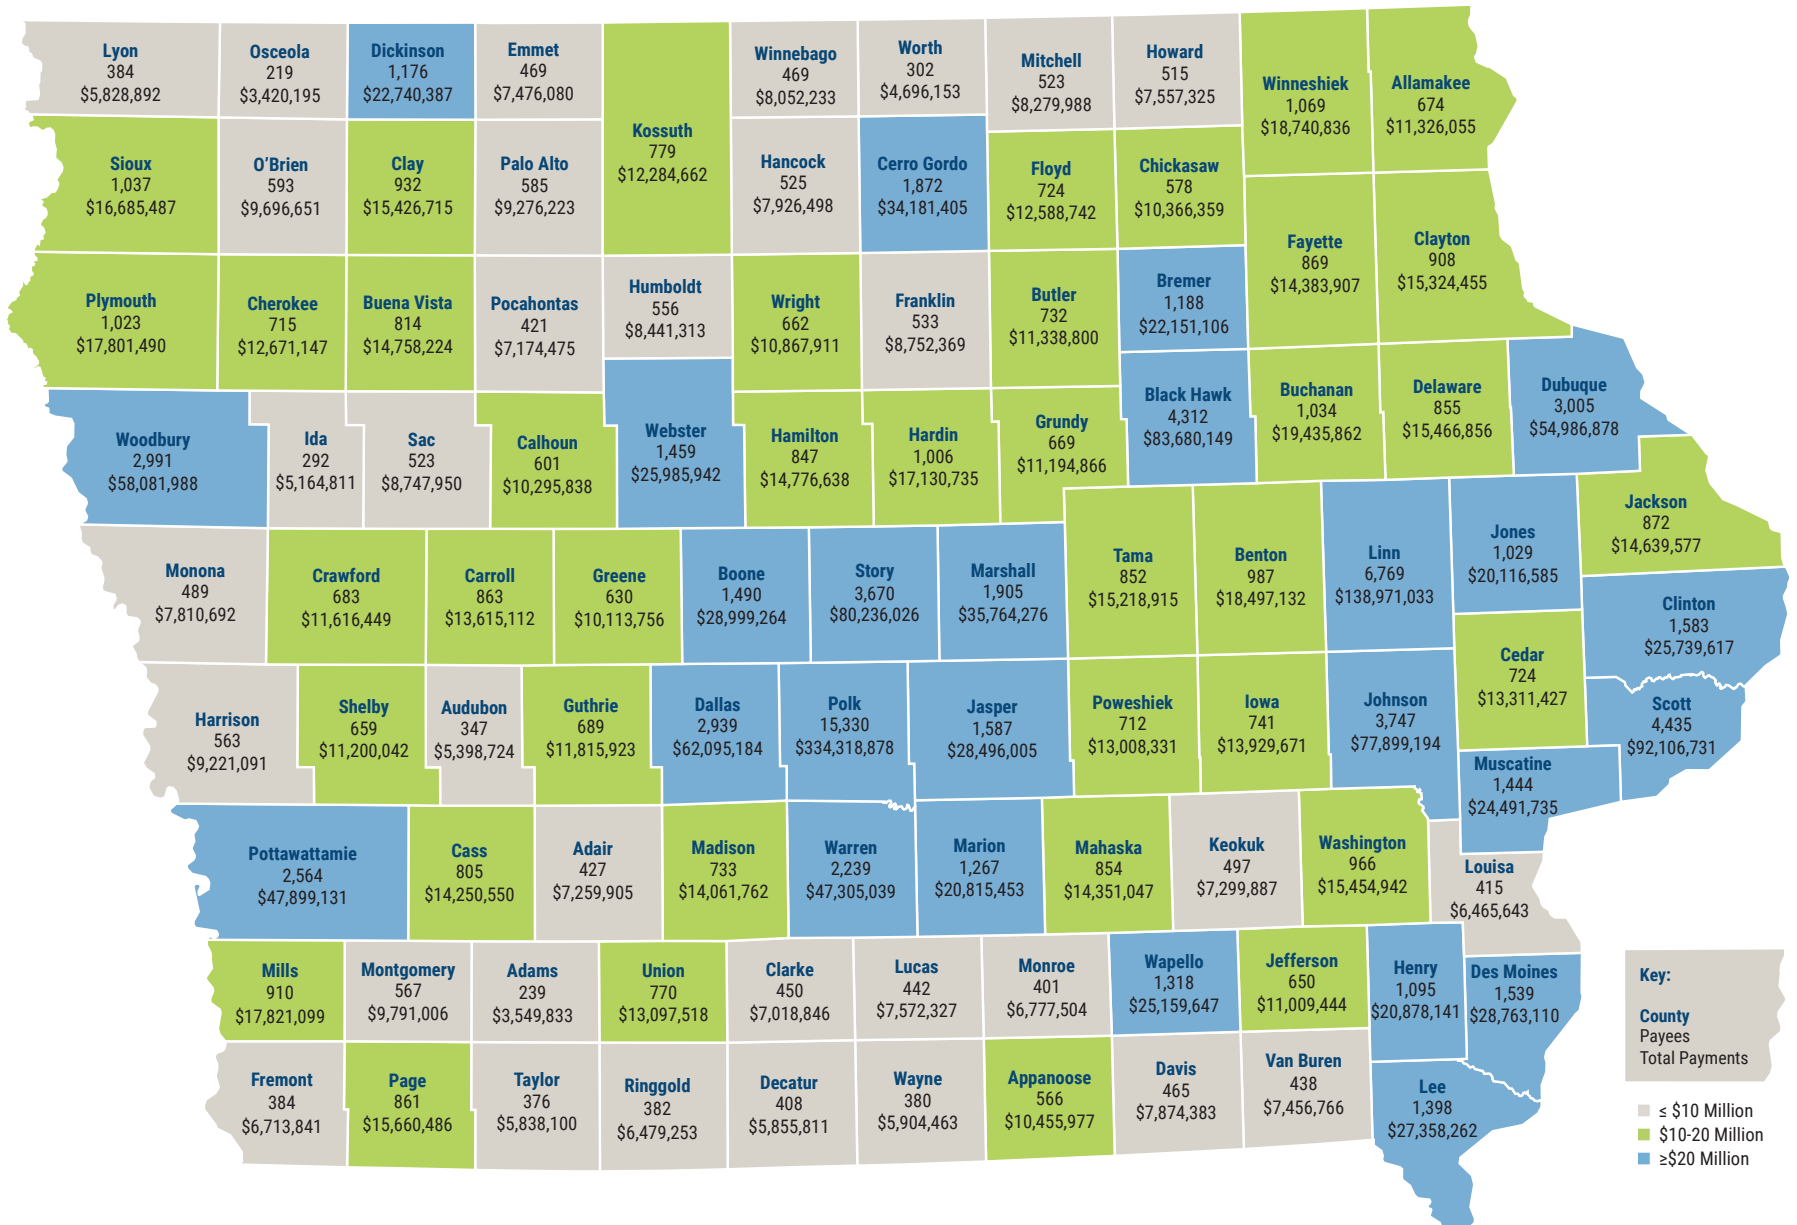 Lyon
384
$5,828,892
Osceola
219
$3,420,195
Dickinson
1,176
$22,740,387
Emmet
469
$7,476,080
Kossuth
779
$12,284,662
Winnebago
469
$8,052,233
Worth
302
$4,696,153
Mitchell
523
$8,279,988
Howard
515
$7,557,325
Winneshiek
1,069
$18,740,836
Allamakee
674
$11,326,055
Sioux
1,037
$16,685,487
O'Brien
593
$9,696,651
Clay
932
$15,426,715
Palo Alto
585
$9,276,223
Hancock
525
$7,926,498
Cerro Gordo
1,872
$34,181,405
Floyd
724
$12,588,742
Chickasaw
578
$10,366,359
Fayette
869
$14,383,907
Clayton
908
$15,324,455
Plymouth
1,023
$17,801,490
Cherokee
715
$12,671,147
Buena Vista
814
$14,758,224
Pocahontas
421
$7,174,475
Humboldt
556
$8,441,313
Wright
662
$10,867,911
Franklin
533
$8,752,369
Butler
732
$11,338,800
Bremer
1,188
$22,151,106
Woodbury
2,991
$58,081,988
Ida
292
$5,164,811
Sac
523
$8,747,950
Calhoun
601
$10,295,838
Webster
1,459
$25,985,942
Hamilton
847
$14,776,638
Hardin
1,006
$17,130,735
Grundy
669
$11,194,866
Black Hawk
4,312
$83,680,149
Buchanan
1,034
$19,435,862
Delaware
855
$15,466,856
Dubuque
3,005
$54,986,878
Monona
489
$7,810,692
Crawford
683
$11,616,449
Carroll
863
$13,615,112
Greene
630
$10,113,756
Boone
1,490
$28,999,264
Story
3,670
$80,236,026
Marshall
1,905
$35,764,276
Tama
852
$15,218,915
Benton
987
$18,497,132
Linn
6,769
$138,971,033
Jones
1,029
$20,116,585
Jackson
872
$14,639,577
Clinton
1,583
$25,739,617
Harrison
563
$9,221,091
Shelby
659
$11,200,042
Audubon
347
$5,398,724
Guthrie
689
$11,815,923
Dallas
2,939
$62,095,184
Polk
15,330
$334,318,878
Jasper
1,587
$28,496,005
Poweshiek
712
$13,008,331
Iowa
741
$13,929,671
Johnson
3,747
$77,899,194
Cedar
724
$13,311,427
Scott
4,435
$92,106,731
Muscatine
1,444
$24,491,735
Pottawattamie
2,564
$47,899,131
Cass
805
$14,250,550
Adair
427
$7,259,905
Madison
733
$14,061,762
Warren
2,239
$47,305,039
Marion
1,267
$20,815,453
Mahaska
854
$14,351,047
Keokuk
497
$7,299,887
Washington
966
$15,454,942
Louisa
415
$6,465,643
Mills
910
$17,821,099
Montgomery
567
$9,791,006
Adams
239
$3,549,833
Union
770
$13,097,518
Clarke
450
$7,018,846
Lucas
442
$7,572,327
Monroe
401
$6,777,504
Wapello
1,318
$25,159,647
Jefferson
650
$11,009,444
Henry
1,095
$20,878,141
Des Moines
1,539
$28,763,110
Fremont
384
$6,713,841
Page
861
$15,660,486
Taylor
376
$5,838,100
Ringgold
382
$6,479,253
Decatur
408
$5,855,811
Wayne
380
$5,904,463
Appanoose
566
$10,455,977
Davis
465
$7,874,383
Van Buren
438
$7,456,766
Lee
1,398
$27,358,262
Key:
County
Payees
Total Payments
≤ $10 Million
$10-20 Million
≥$20 Million